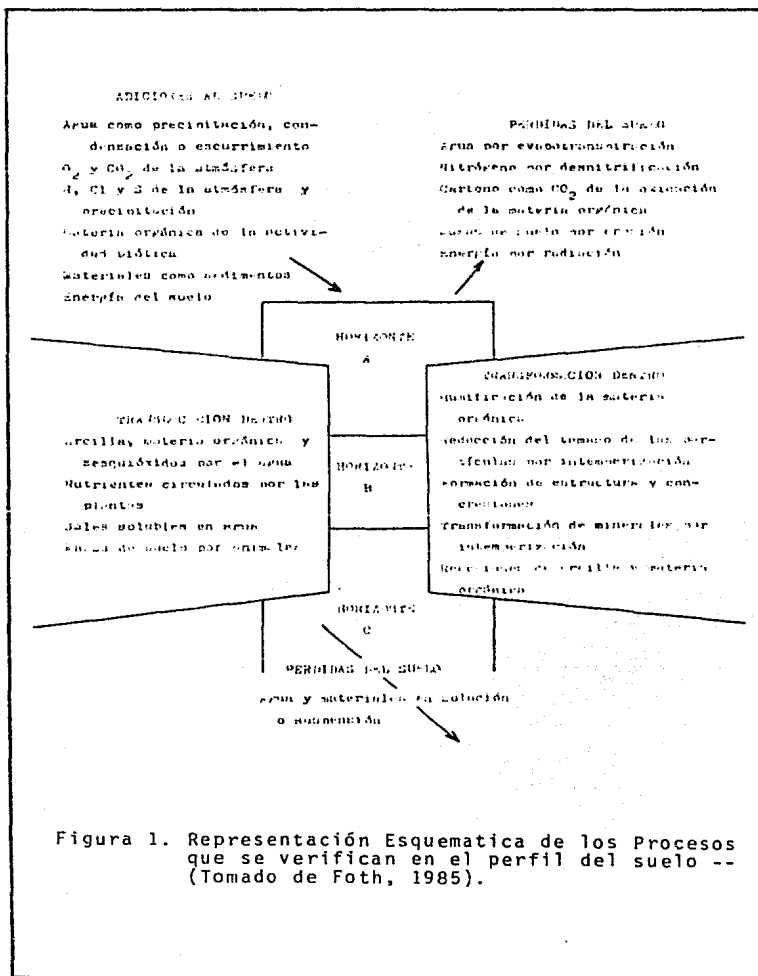 ADICIONES AL SUELO
Agua como precipitación, con-
densación o escurrimiento
O2 y CO2 de la atmósfera
N, Cl y S de la atmósfera y
precipitación
Materia orgánica de la activi-
dad biótica
Materiales como sedimentos
Energía del suelo
PERDIDAS DEL SUELO
Agua por evapotranspiración
Nitrógeno por desnitrificación
Carbono como CO2 de la oxidación
de la materia orgánica
de suelo por erosión
Energía por radiación
HORIZONTE
A
DENTRO
Arcilla, materia orgánica y
sesquióxidos por el agua
Nutrientes circulados por las
plantas
Sales solubles en agua
de suelo por animales
HORIZONTE
B
TRANSFORMACION DENTRO
Humificación de la materia
orgánica
Reducción del tamaño de las par-
tículas por intemperización
Formación de estructura y con-
creciones
Transformación de minerales por
intemperización
arcilla y materia
orgánica
HORIZONTE
C
PERDIDAS DEL SUELO
Agua y materiales en solución
o suspención
Figura 1. Representación Esquematica de los Procesos
que se verifican en el perfil del suelo --
(Tomado de Foth, 1985).